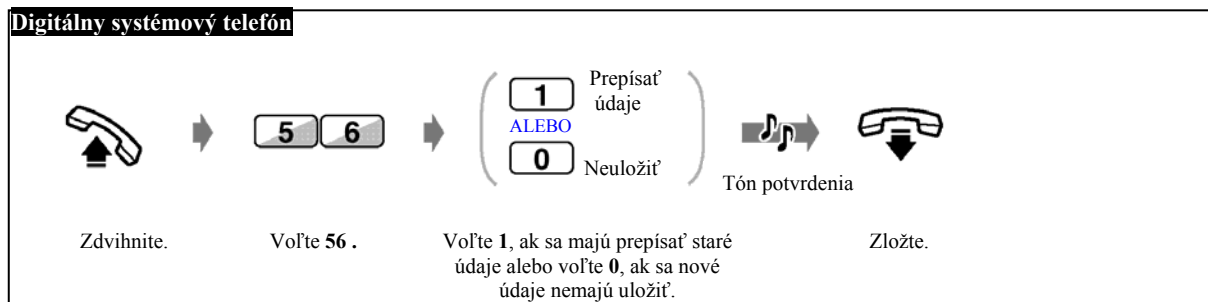 Digitálny systémový telefón
5 6
1 Prepísať
údaje
ALEBO
0 Neuložiť
Tón potvrdenia
Zdvihnite.
Voľte 56 .
Voľte 1, ak sa majú prepísať staré
údaje alebo voľte 0, ak sa nové
údaje nemajú uložiť.
Zložte.